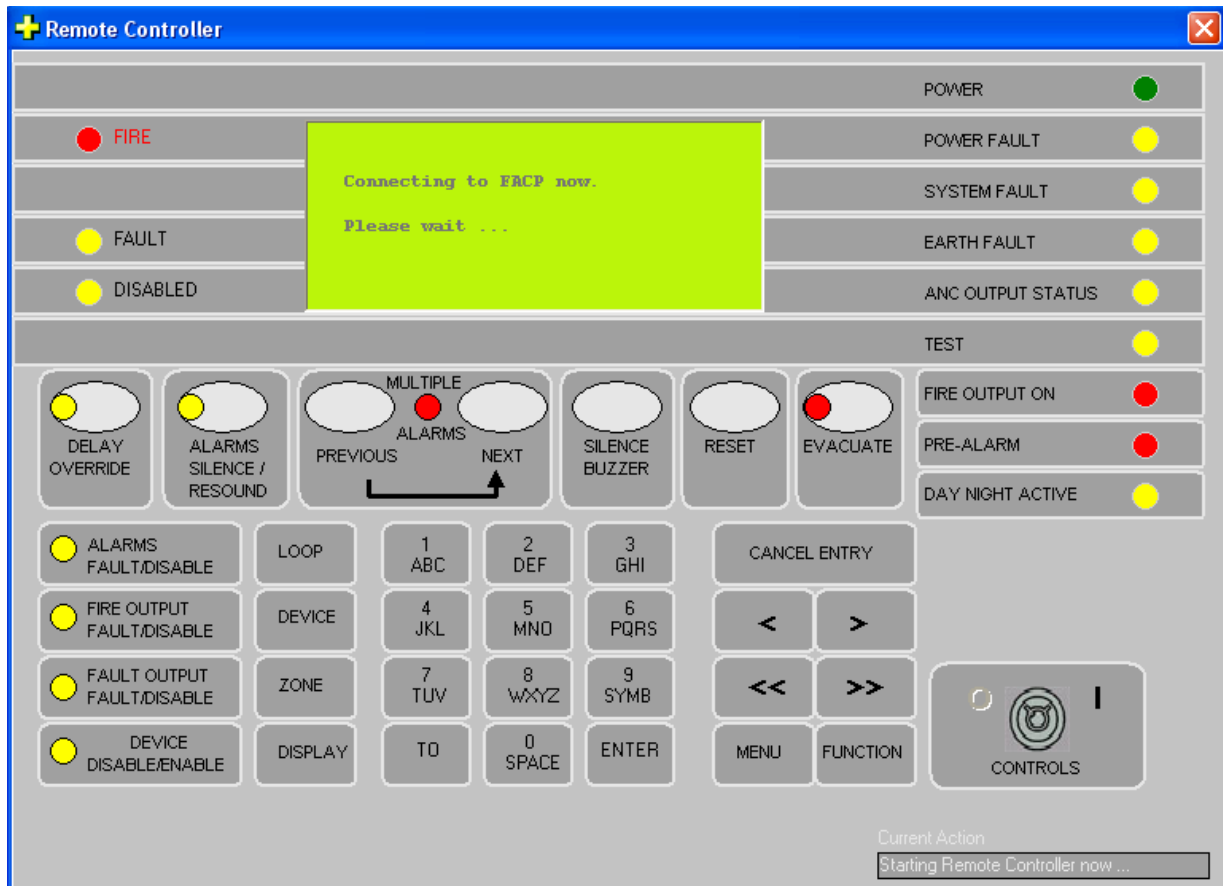 Remote Controller
POWER
FIRE
POWER FAULT
Connecting to FACP now.
SYSTEM FAULT
Please wait ...
FAULT
EARTH FAULT
DISABLED
ANC OUTPUT STATUS
TEST
DELAY
OVERRIDE
ALARMS
SILENCE /
RESOUND
MULTIPLE
ALARMS
PREVIOUS
NEXT
SILENCE
BUZZER
RESET
EVACUATE
FIRE OUTPUT ON
PRE-ALARM
DAY NIGHT ACTIVE
ALARMS
FAULT/DISABLE
LOOP
1
ABC
2
DEF
3
GHI
CANCEL ENTRY
FIRE OUTPUT
FAULT/DISABLE
DEVICE
4
JKL
5
MNO
6
PQRS
<
>
FAULT OUTPUT
FAULT/DISABLE
ZONE
7
TUV
8
WXYZ
9
SYMB
<<
>>
DEVICE
DISABLE/ENABLE
DISPLAY
TO
0
SPACE
ENTER
MENU
FUNCTION
O
I
CONTROLS
Current Action
Starting Remote Controller now ...